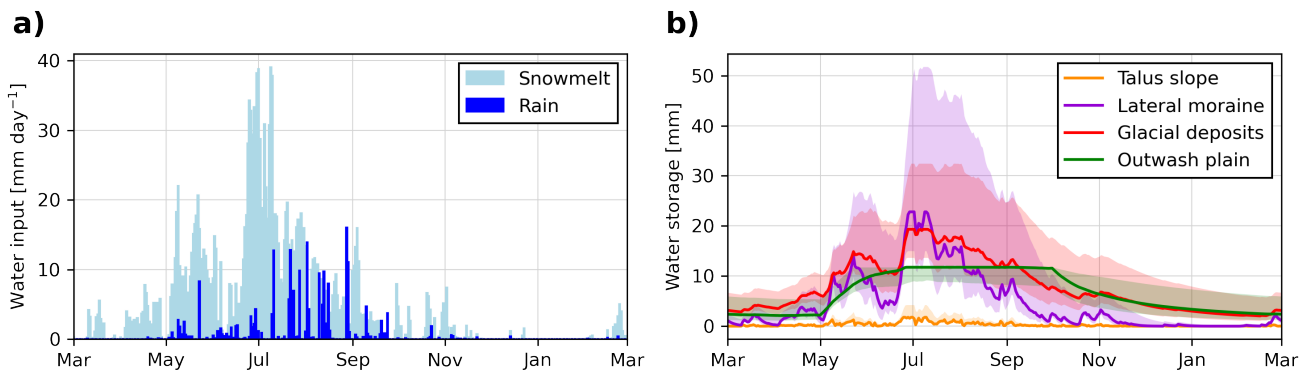 a)
Water input [mm day⁻¹]
40
30
20
10
0
Snowmelt
Rain
Mar May Jul Sep Nov Jan Mar
b)
Water storage [mm]
50
40
30
20
10
0
Talus slope
Lateral moraine
Glacial deposits
Outwash plain
Mar May Jul Sep Nov Jan Mar